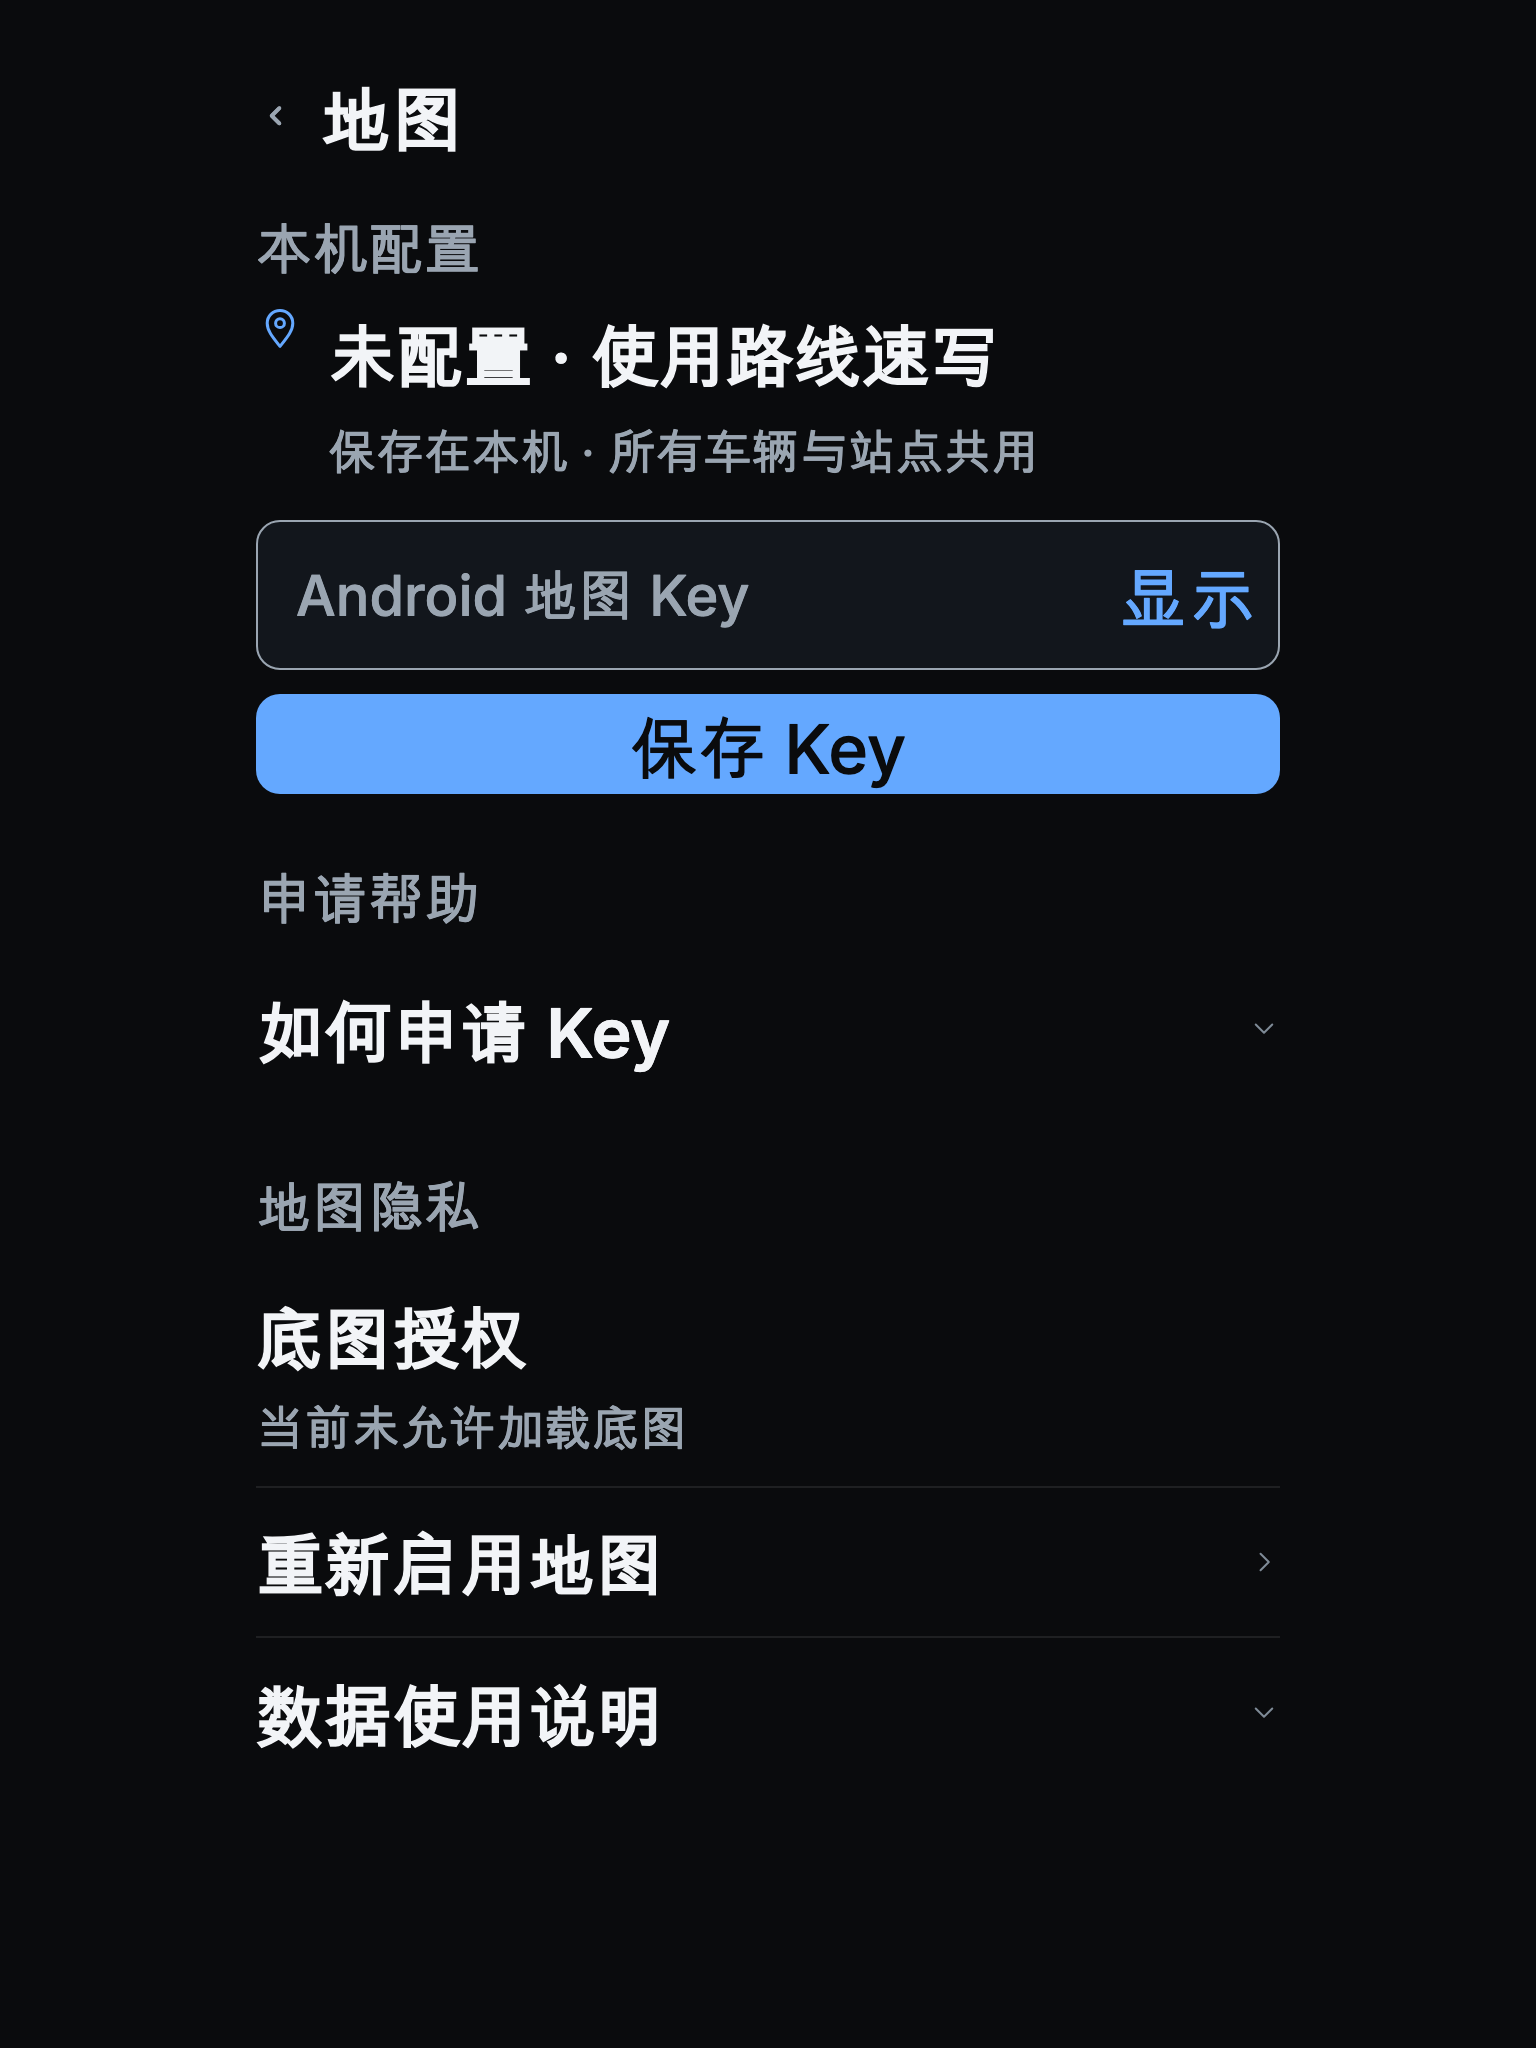 地图
本机配置
未配置 · 使用路线速写
保存在本机 · 所有车辆与站点共用
Android 地图 Key
显示
保存 Key
申请帮助
如何申请 Key
地图隐私
底图授权
当前未允许加载底图
重新启用地图
数据使用说明